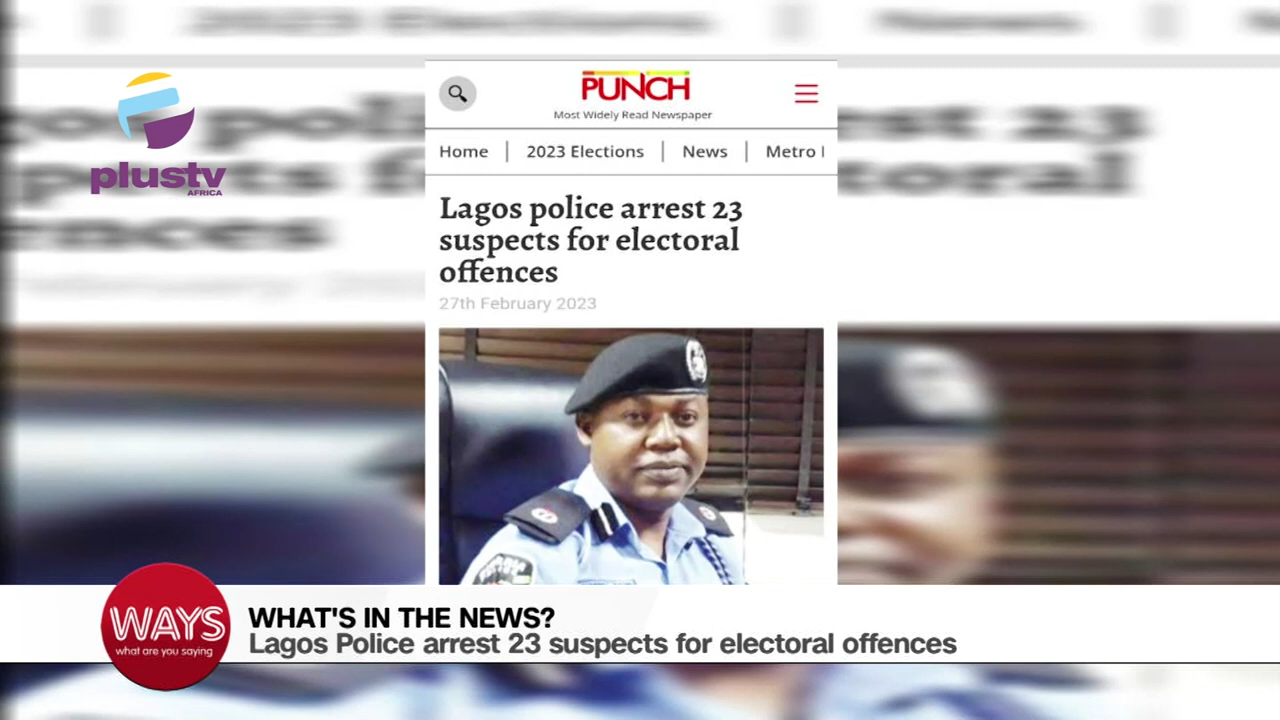 plustv
AFRICA
PUNCH
Most Widely Read Newspaper
Home | 2023 Elections | News | Metro
Lagos police arrest 23
suspects for electoral
offences
27th February 2023
WAYS
what are you saying
WHAT'S IN THE NEWS?
Lagos Police arrest 23 suspects for electoral offences